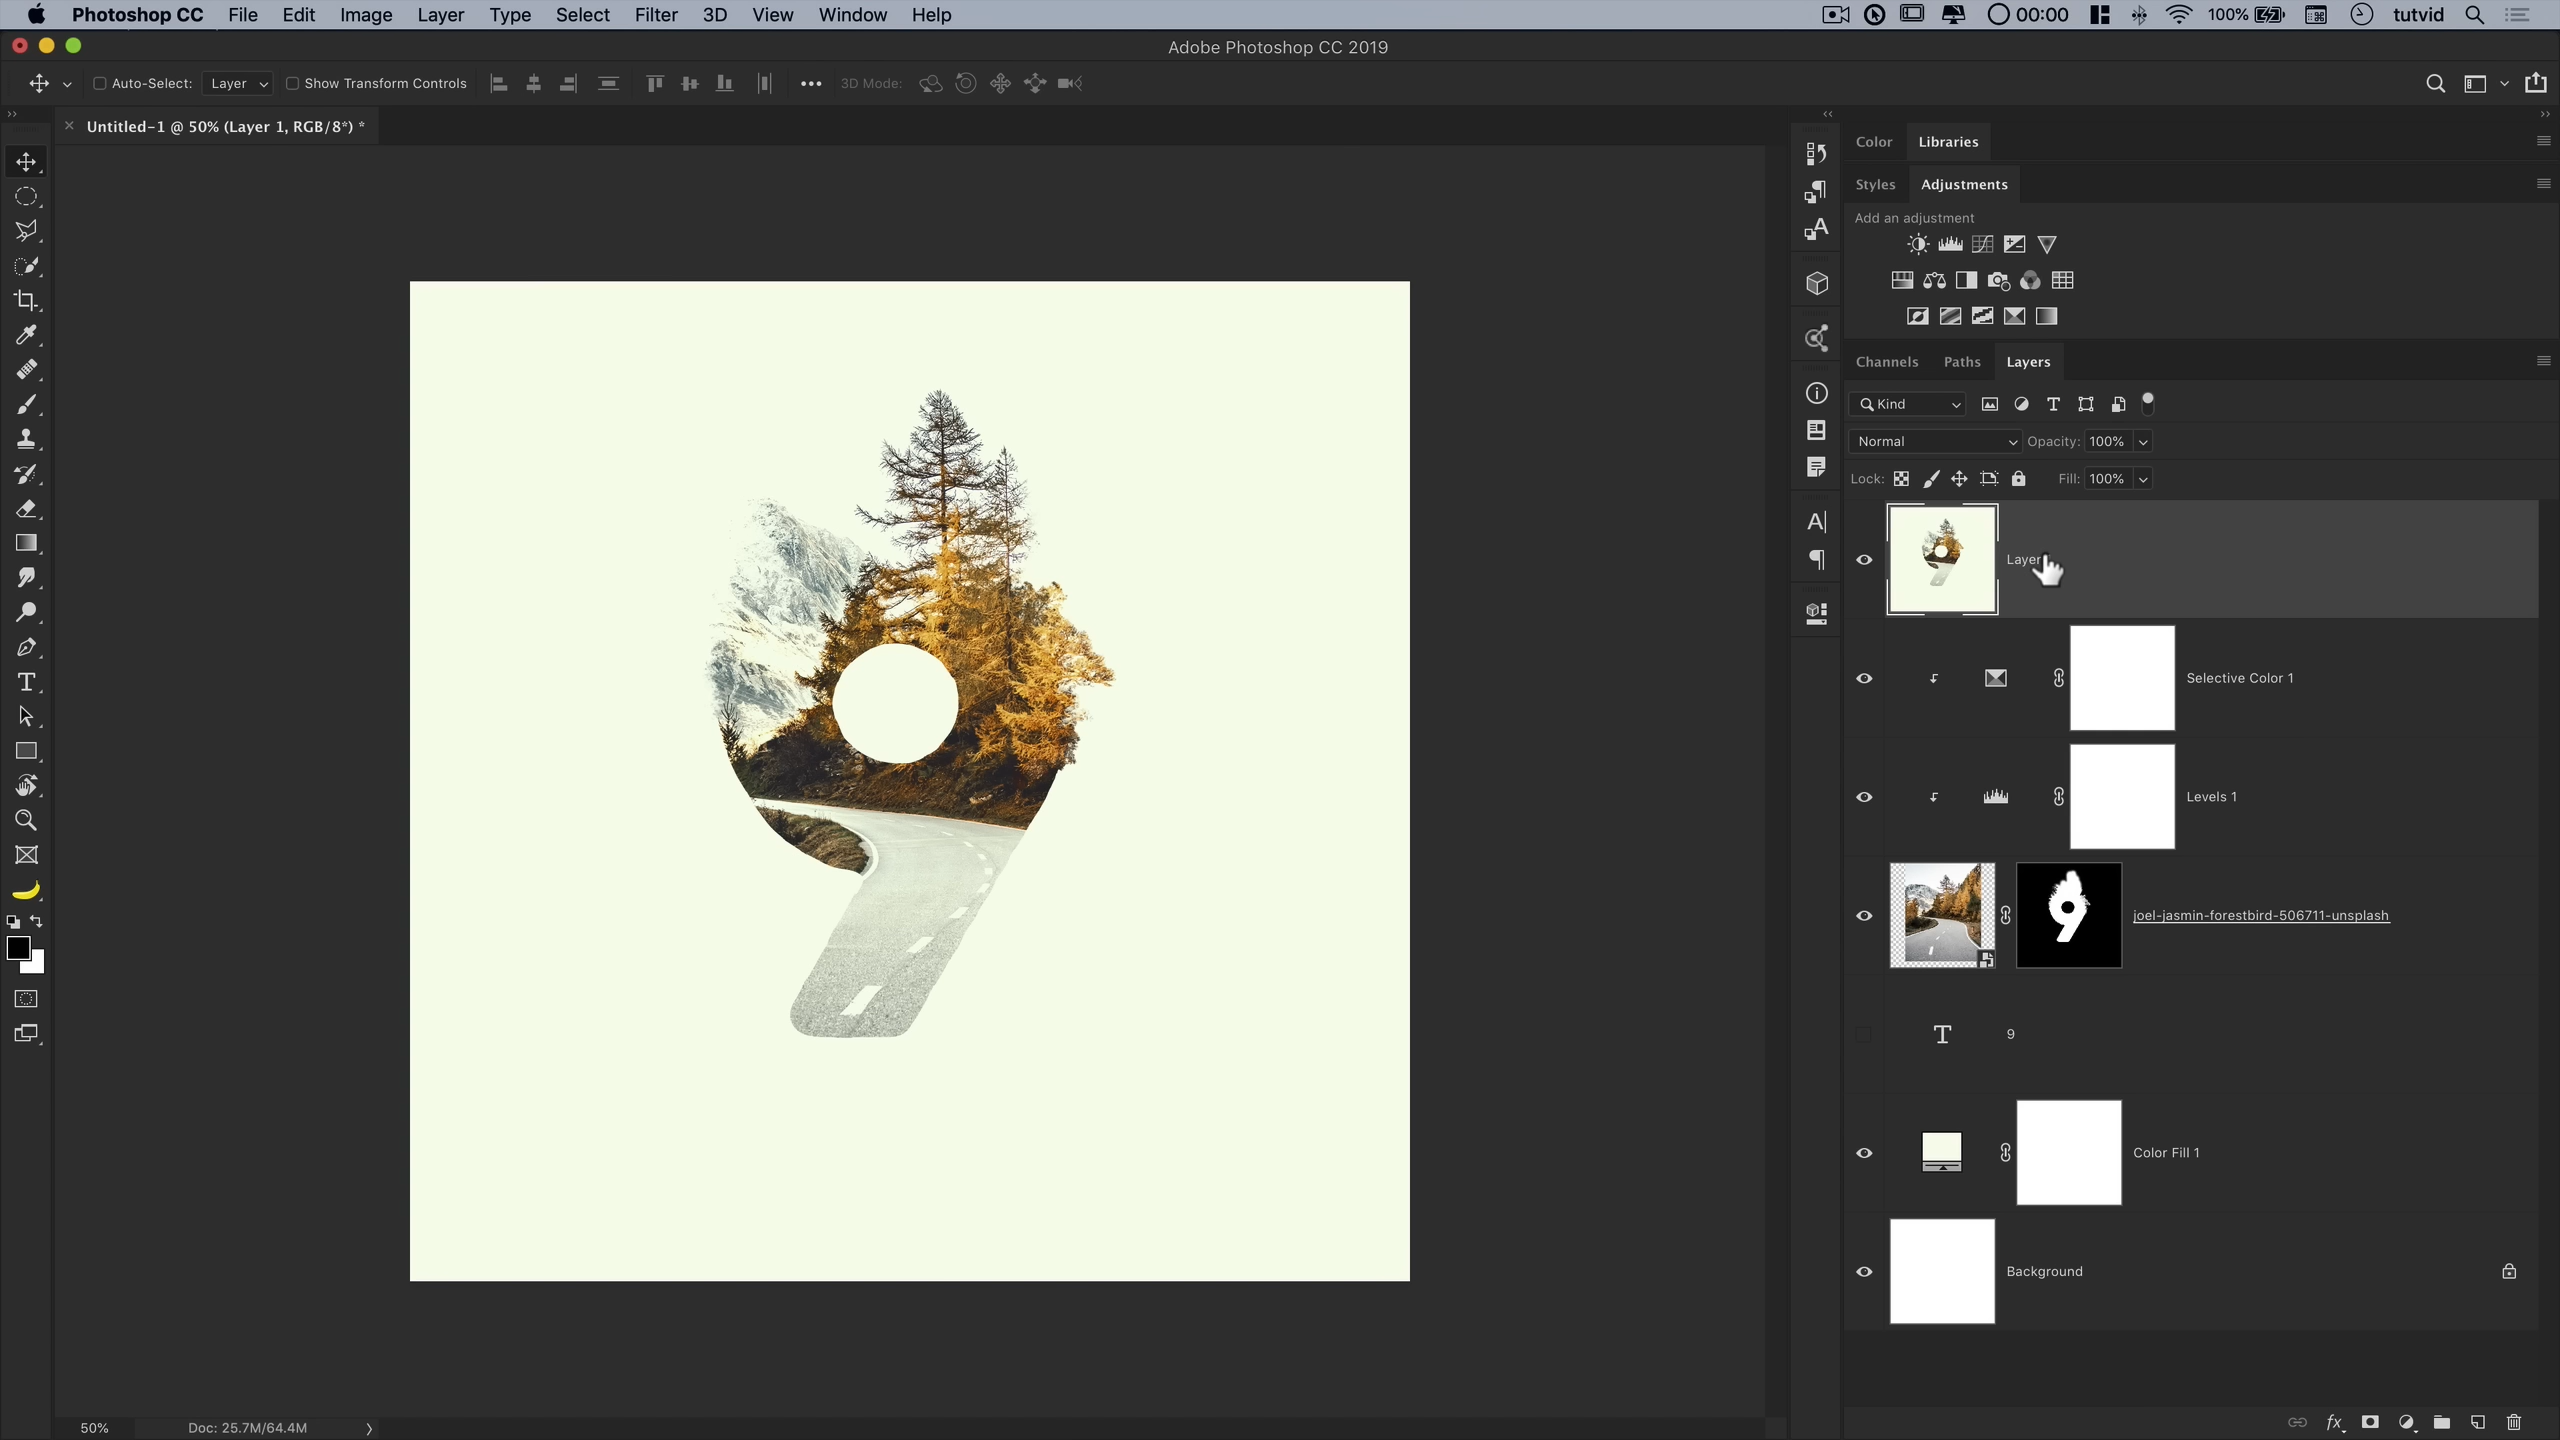 Photoshop CC File Edit Image Layer Type Select Filter 3D View Window Help 00:00 100% tutvid
Adobe Photoshop CC 2019
Auto-Select: Layer Show Transform Controls 3D Mode:
Untitled-1 @ 50% (Layer 1, RGB/8*) *
Color Libraries
Styles Adjustments
Add an adjustment
Channels Paths Layers
Kind
Normal Opacity: 100%
Lock: Fill: 100%
Layer
Selective Color 1
Levels 1
joel-jasmin-forestbird-506711-unsplash
9
Color Fill 1
Background
50% Doc: 25.7M/64.4M